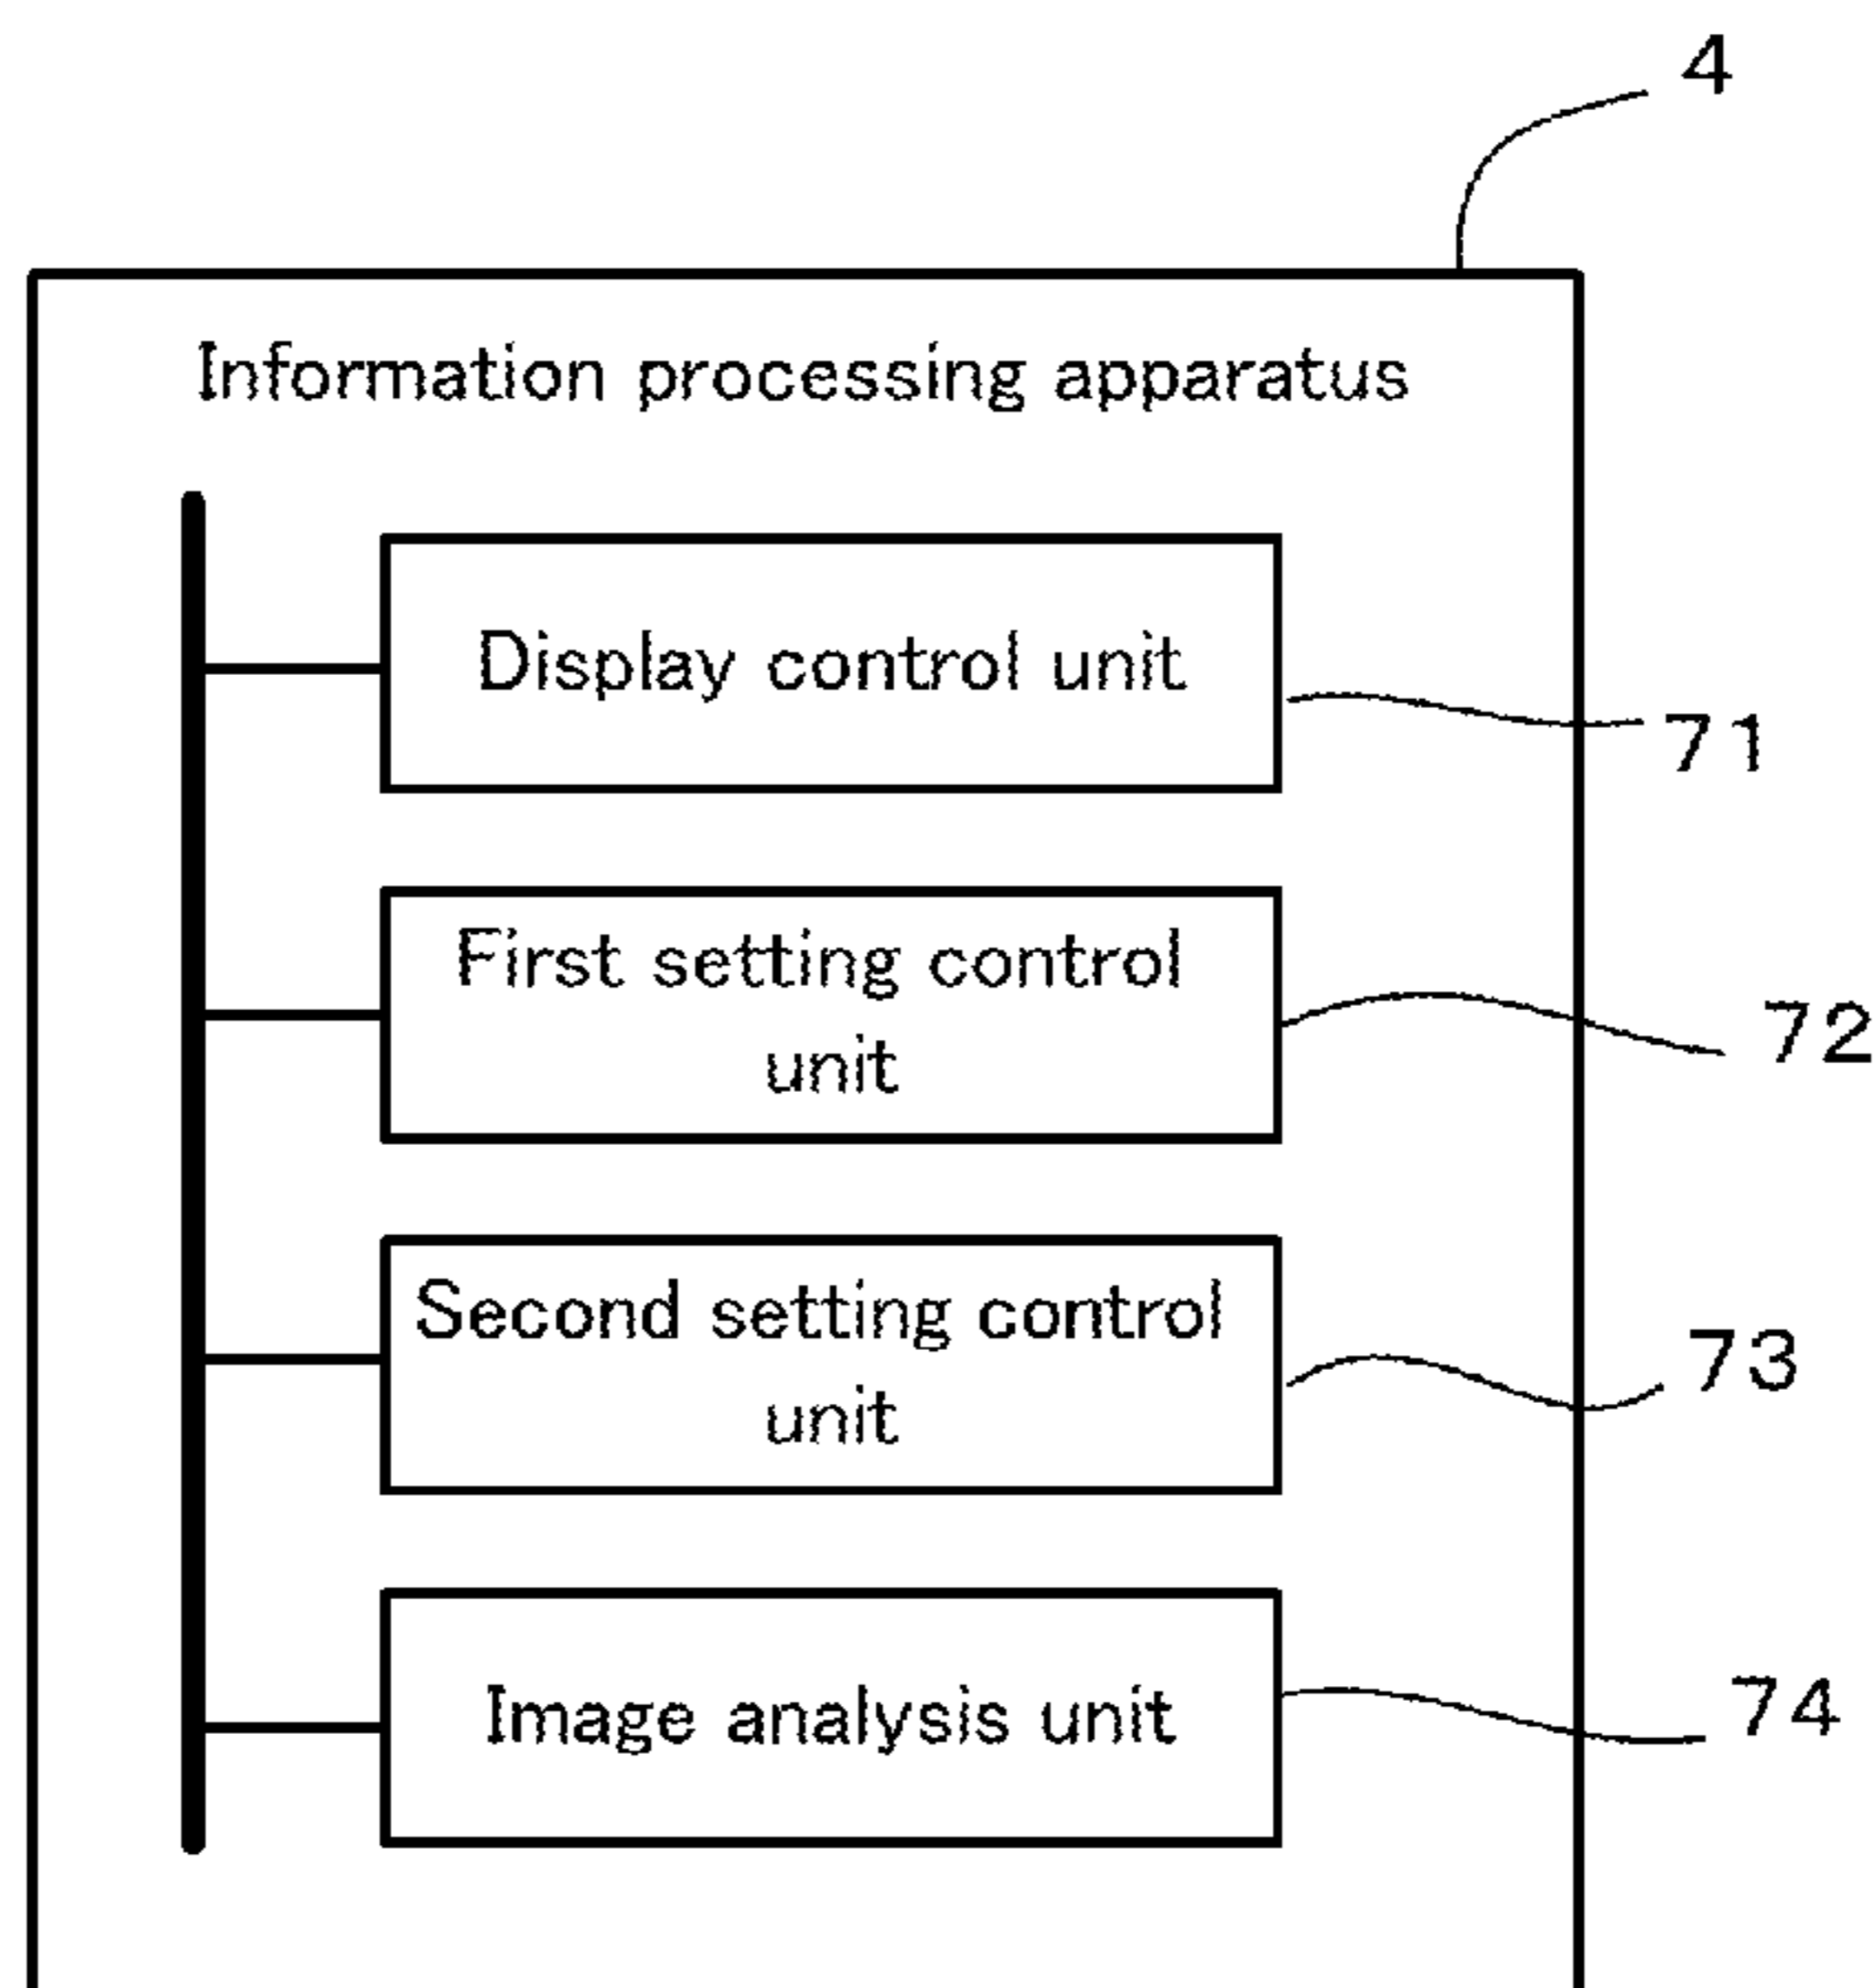 4
Information processing apparatus
Display control unit
71
First setting control
unit
72
Second setting control
unit
73
Image analysis unit
74